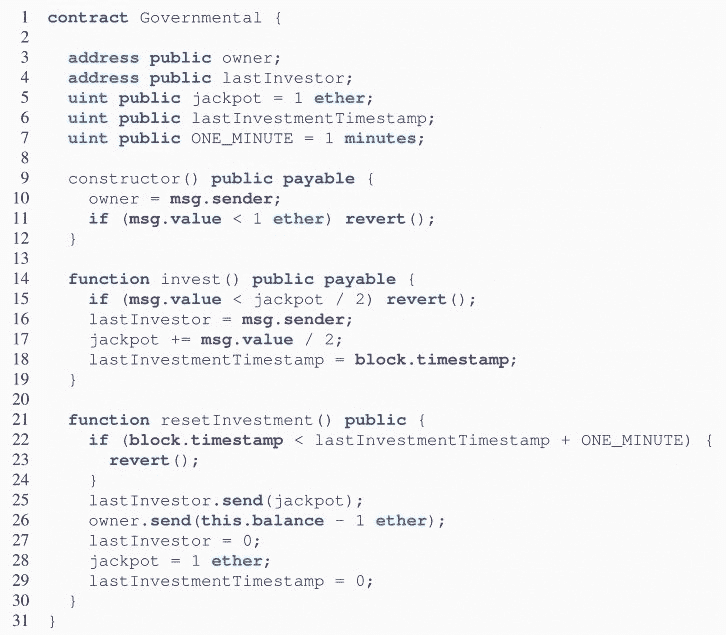 1 contract Governmental {
2
3   address public owner;
4   address public lastInvestor;
5   uint public jackpot = 1 ether;
6   uint public lastInvestmentTimestamp;
7   uint public ONE_MINUTE = 1 minutes;
8
9   constructor() public payable {
10     owner = msg.sender;
11     if (msg.value < 1 ether) revert();
12   }
13
14   function invest() public payable {
15     if (msg.value < jackpot / 2) revert();
16     lastInvestor = msg.sender;
17     jackpot += msg.value / 2;
18     lastInvestmentTimestamp = block.timestamp;
19   }
20
21   function resetInvestment() public {
22     if (block.timestamp < lastInvestmentTimestamp + ONE_MINUTE) {
23       revert();
24     }
25     lastInvestor.send(jackpot);
26     owner.send(this.balance - 1 ether);
27     lastInvestor = 0;
28     jackpot = 1 ether;
29     lastInvestmentTimestamp = 0;
30   }
31 }